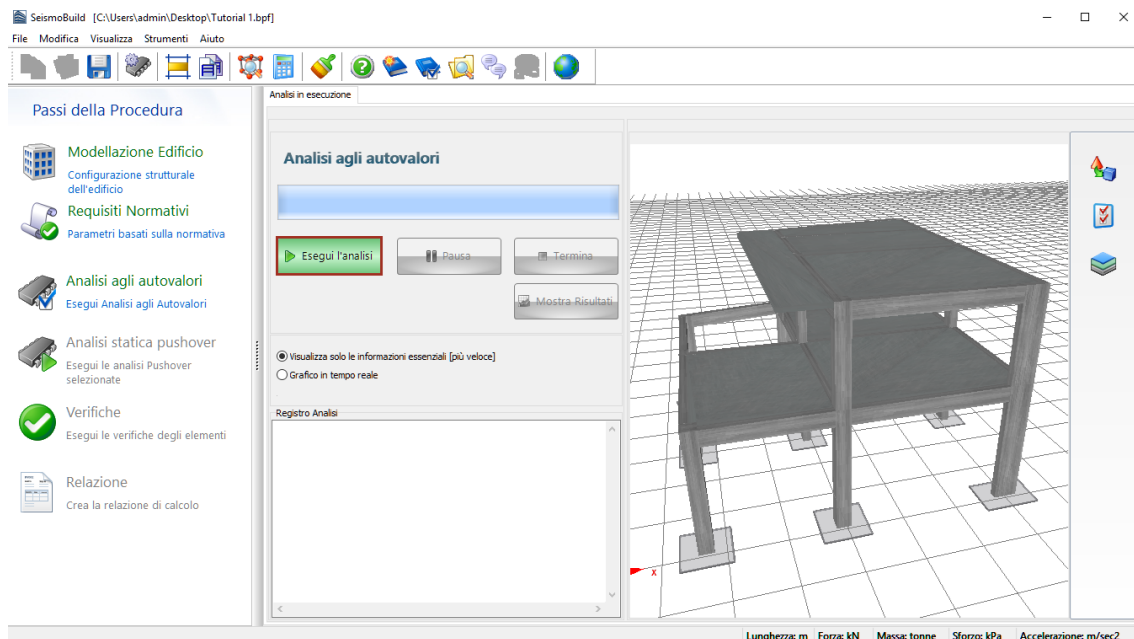 SeismoBuild [C:\Users\admin\Desktop\Tutorial 1.bpf]
File Modifica Visualizza Strumenti Aiuto
Passi della Procedura
Modellazione Edificio
Configurazione strutturale
dell'edificio
Requisiti Normativi
Parametri basati sulla normativa
Analisi agli autovalori
Esegui Analisi agli Autovalori
Analisi statica pushover
Esegui le analisi Pushover
selezionate
Verifiche
Esegui le verifiche degli elementi
Relazione
Crea la relazione di calcolo
Analisi in esecuzione
Analisi agli autovalori
Esegui l'analisi Pausa Termina
Mostra Risultati
Visualizza solo le informazioni essenziali [più veloce]
Grafico in tempo reale
Registro Analisi
x
Lunghezza: m Forza: kN Massa: tonne Sforzo: kPa Accelerazione: m/sec2